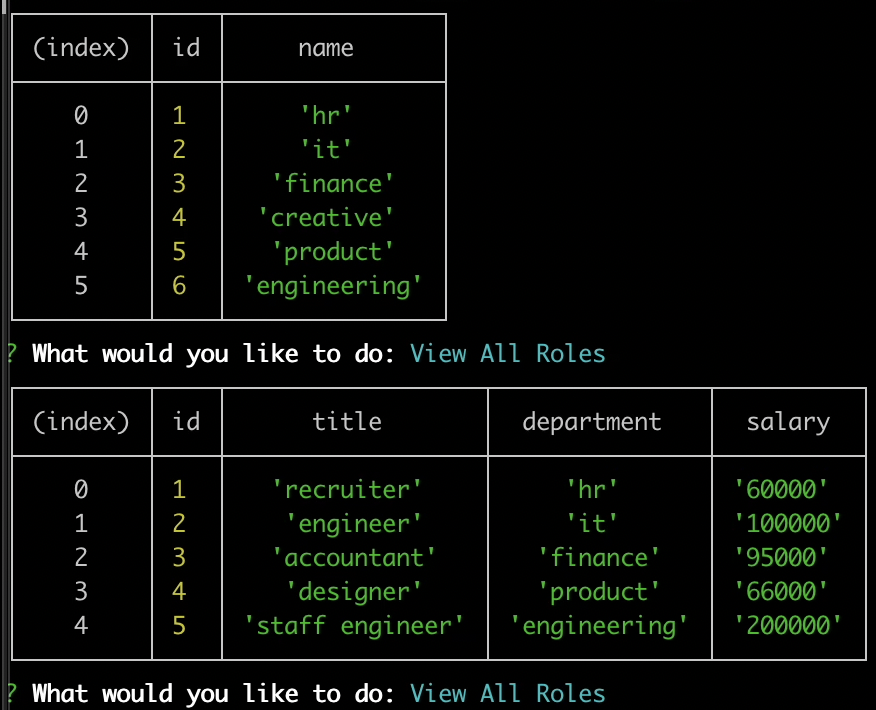 (index) id name
0 1 'hr'
1 2 'it'
2 3 'finance'
3 4 'creative'
4 5 'product'
5 6 'engineering'
? What would you like to do: View All Roles
(index) id title department salary
0 1 'recruiter' 'hr' '60000'
1 2 'engineer' 'it' '100000'
2 3 'accountant' 'finance' '95000'
3 4 'designer' 'product' '66000'
4 5 'staff engineer' 'engineering' '200000'
? What would you like to do: View All Roles